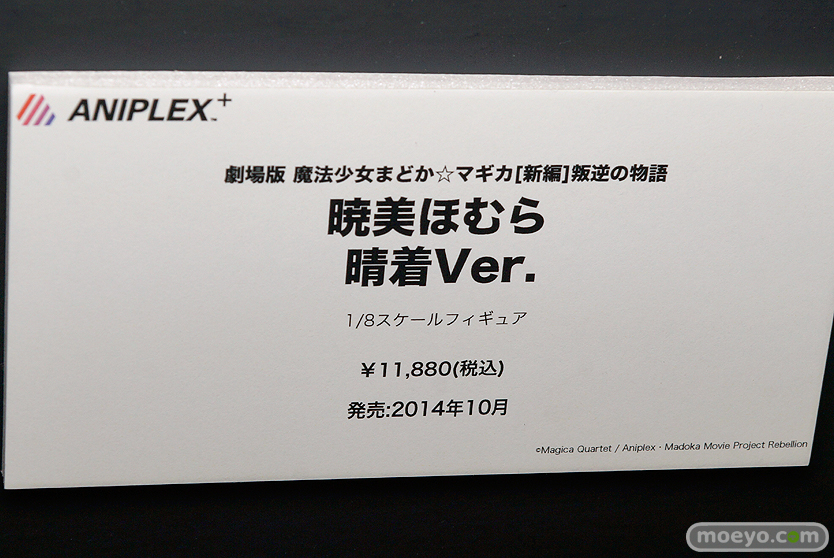 ANIPLEX+™
劇場版 魔法少女まどか☆マギカ[新編]叛逆の物語
暁美ほむら
晴着Ver.
1/8スケールフィギュア
¥11,880(税込)
発売:2014年10月
©Magica Quartet / Aniplex・Madoka Movie Project Rebellion
moeyo.com